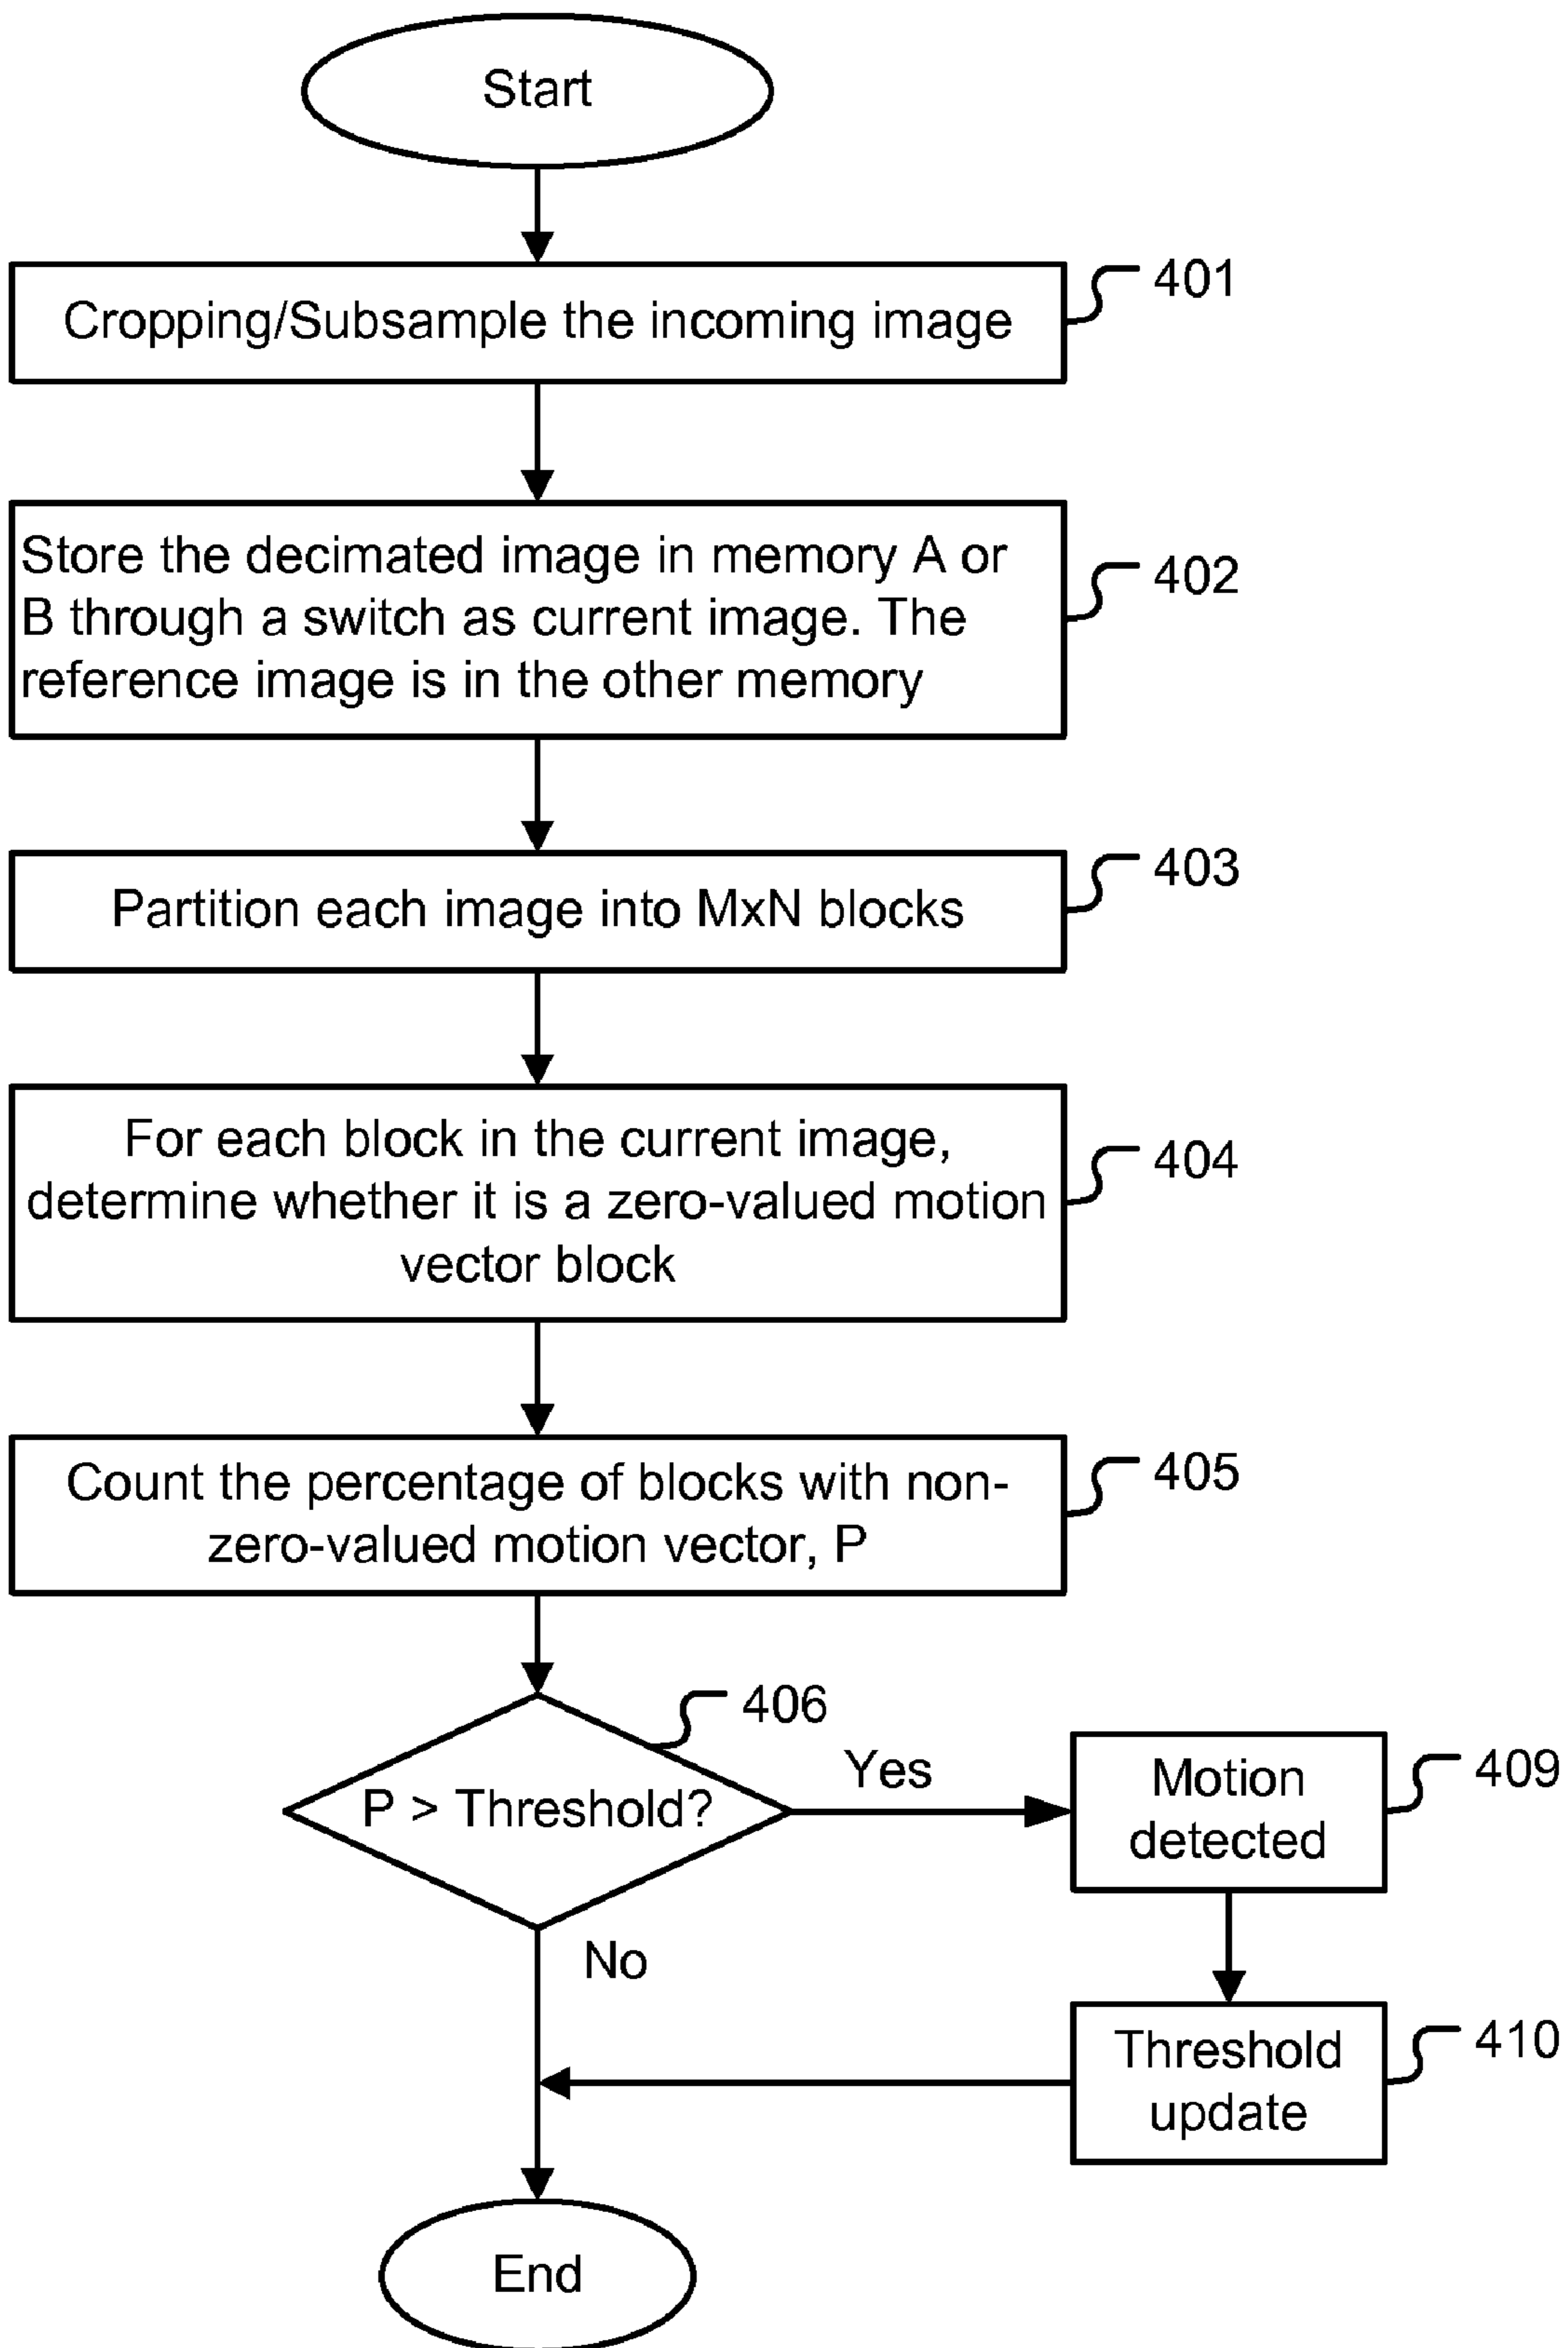 Start
401
Cropping/Subsample the incoming image
Store the decimated image in memory A or
B through a switch as current image. The
reference image is in the other memory
402
403
Partition each image into MxN blocks
For each block in the current image,
determine whether it is a zero-valued motion
vector block
404
Count the percentage of blocks with non-
zero-valued motion vector, P
405
406
P > Threshold?
Yes
Motion
detected
409
No
Threshold
update
410
End